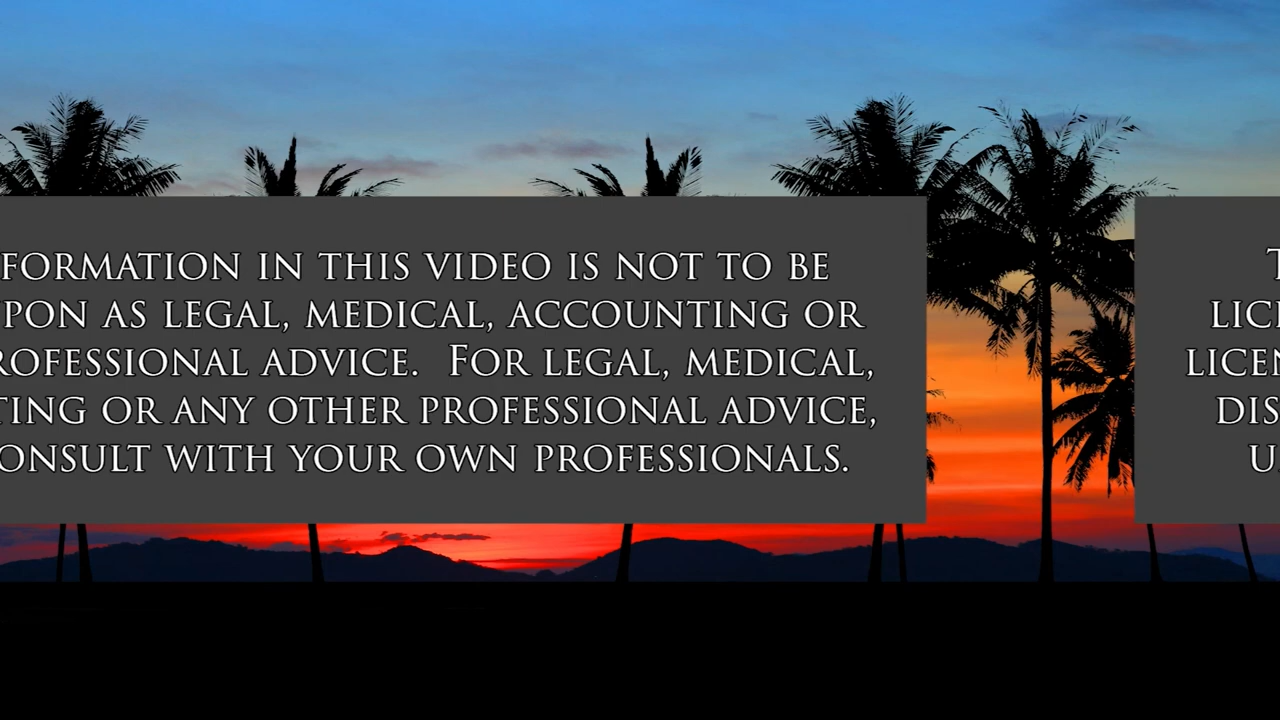 FORMATION IN THIS VIDEO IS NOT TO BE
PON AS LEGAL, MEDICAL, ACCOUNTING OR
ROFESSIONAL ADVICE. FOR LEGAL, MEDICAL,
TING OR ANY OTHER PROFESSIONAL ADVICE,
ONSULT WITH YOUR OWN PROFESSIONALS.
T
LIC
LICEN
DIS
U